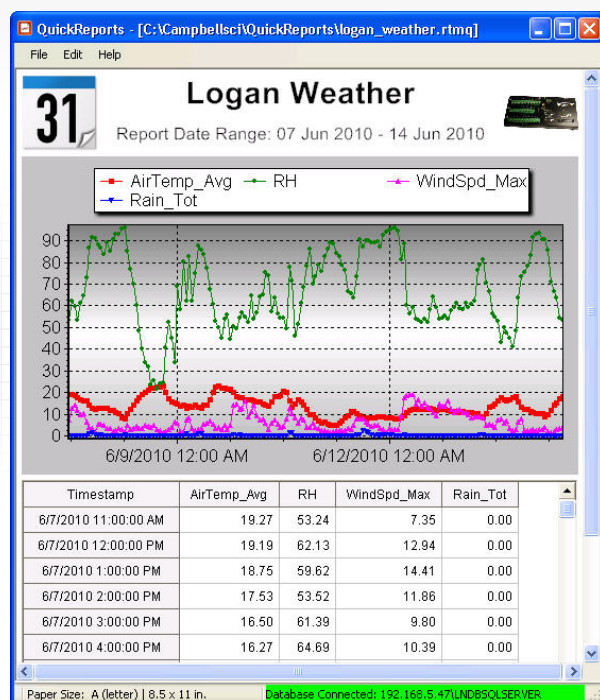 QuickReports - [C:\Campbellsci\QuickReports\logan_weather.rtmq]
File Edit Help
31
Logan Weather
Report Date Range: 07 Jun 2010 - 14 Jun 2010
AirTemp_Avg RH WindSpd_Max
Rain_Tot
90
80
70
60
50
40
30
20
10
0
6/9/2010 12:00 AM 6/12/2010 12:00 AM
Timestamp AirTemp_Avg RH WindSpd_Max Rain_Tot
6/7/2010 11:00:00 AM 19.27 53.24 7.35 0.00
6/7/2010 12:00:00 PM 19.19 62.13 12.94 0.00
6/7/2010 1:00:00 PM 18.75 59.62 14.41 0.00
6/7/2010 2:00:00 PM 17.53 53.52 11.86 0.00
6/7/2010 3:00:00 PM 16.50 61.39 9.80 0.00
6/7/2010 4:00:00 PM 16.27 64.69 10.39 0.00
Paper Size: A (letter) | 8.5 x 11 in. Database Connected: 192.168.5.47\LNDBSQLSERVER